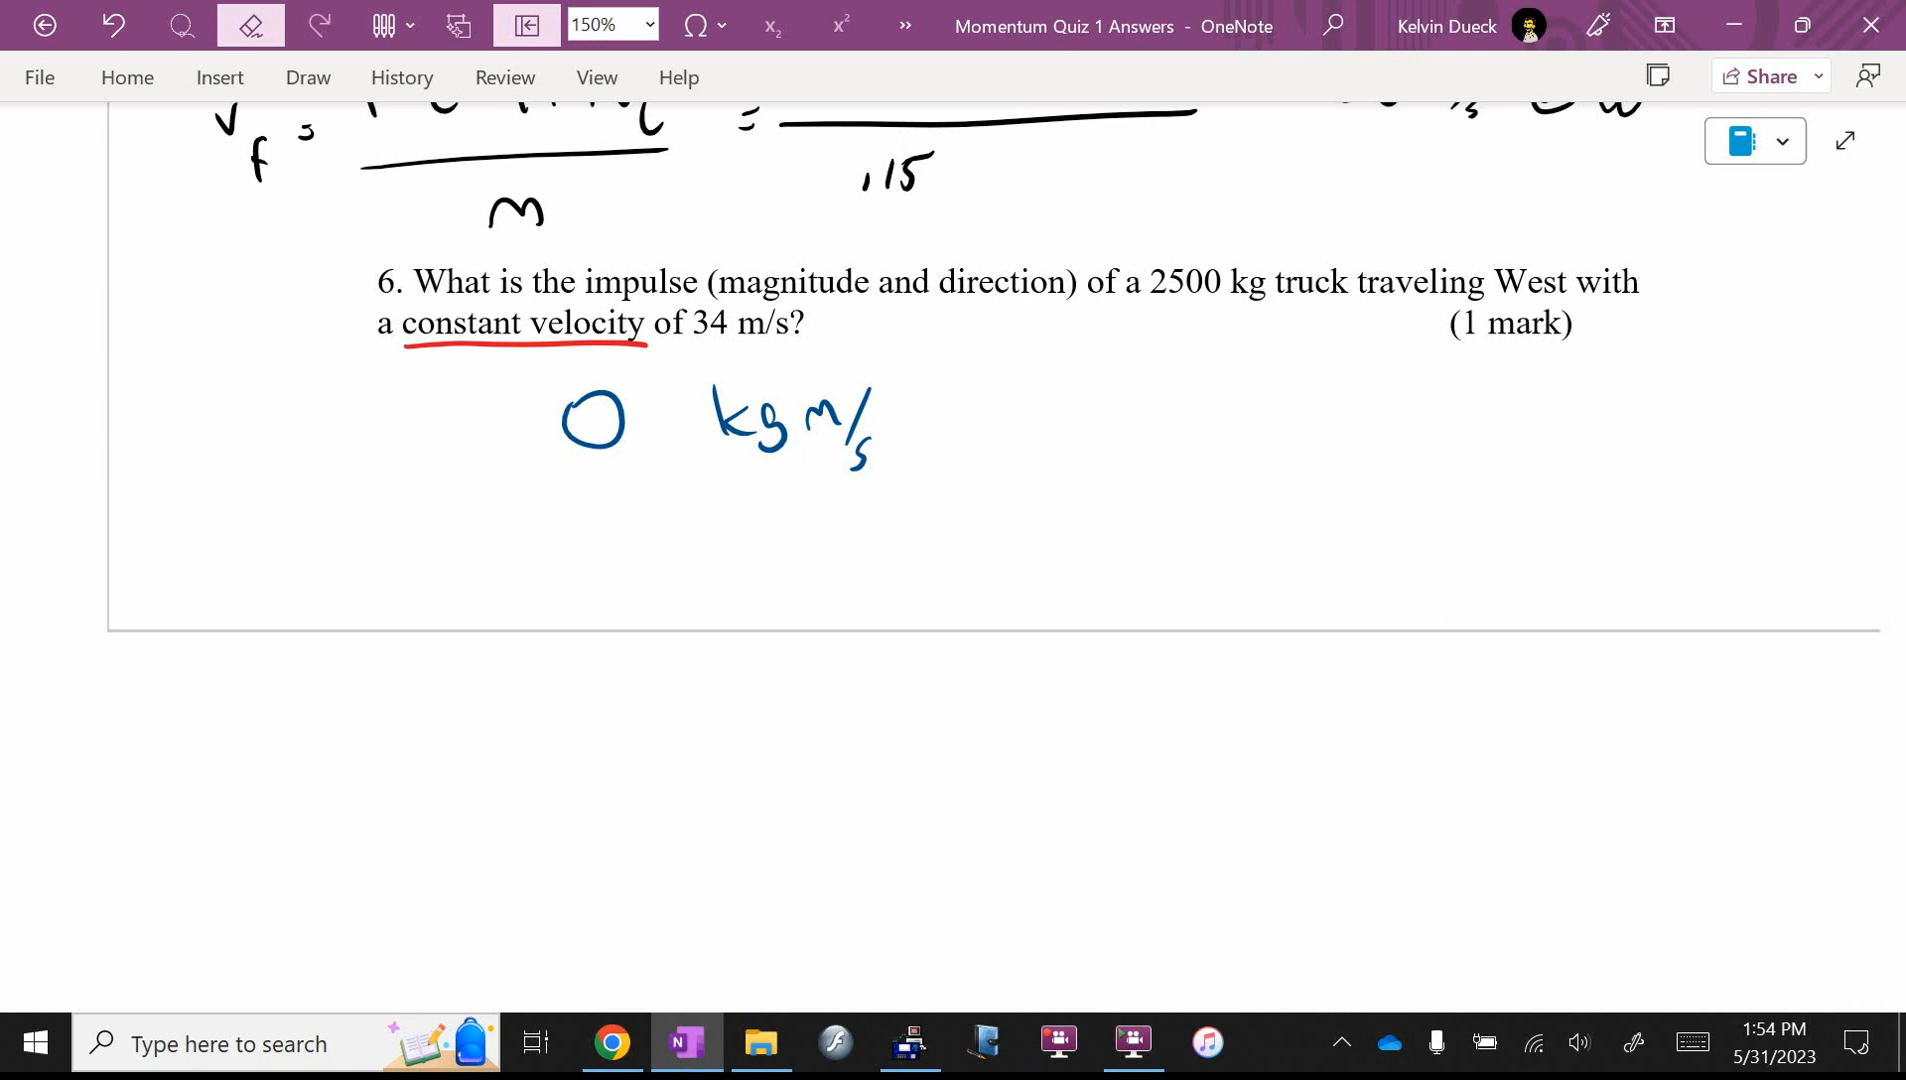 150%
Ω
x₂
x²
»
Momentum Quiz 1 Answers - OneNote
Kelvin Dueck
File Home Insert Draw History Review View Help
Share
V f =
=
m
.15
6. What is the impulse (magnitude and direction) of a 2500 kg truck traveling West with
a constant velocity of 34 m/s? (1 mark)
0 kg m/s
Type here to search
N
1:54 PM
5/31/2023